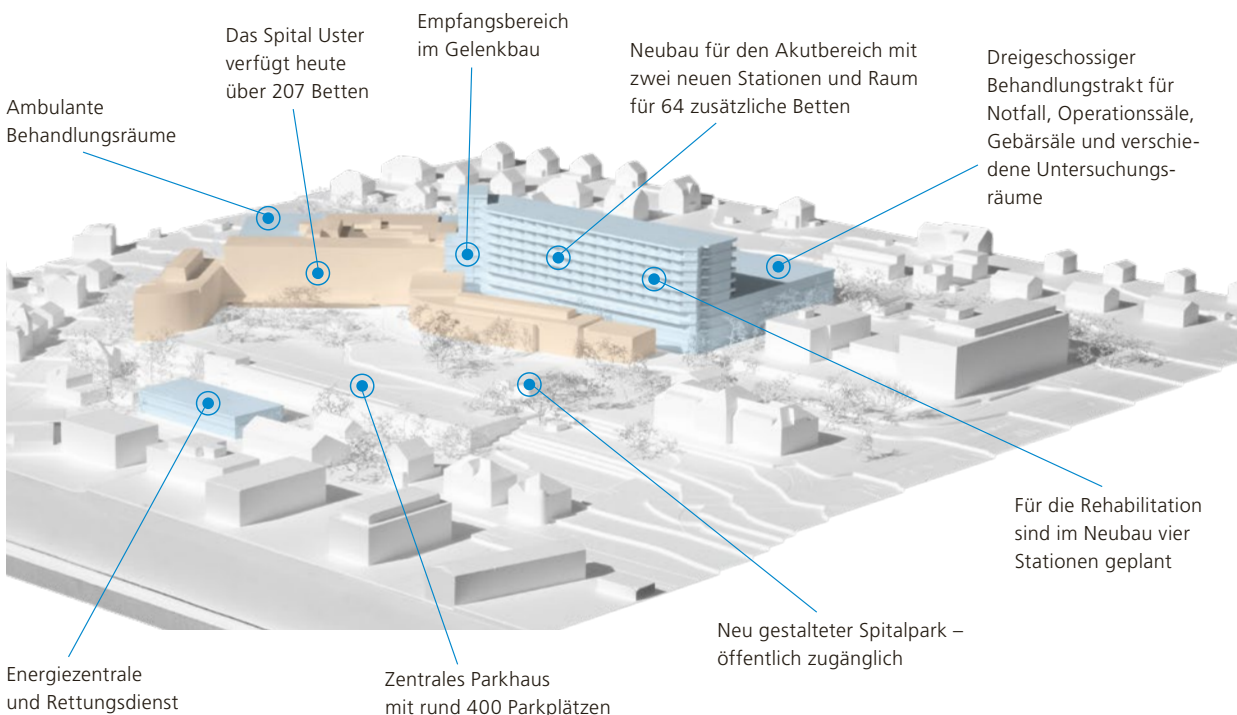 Ambulante
Behandlungsräume
Das Spital Uster
verfügt heute
über 207 Betten
Empfangsbereich
im Gelenkbau
Neubau für den Akutbereich mit
zwei neuen Stationen und Raum
für 64 zusätzliche Betten
Dreigeschossiger
Behandlungstrakt für
Notfall, Operationssäle,
Gebärsäle und verschie-
dene Untersuchungs-
räume
Für die Rehabilitation
sind im Neubau vier
Stationen geplant
Neu gestalteter Spitalpark –
öffentlich zugänglich
Zentrales Parkhaus
mit rund 400 Parkplätzen
Energiezentrale
und Rettungsdienst